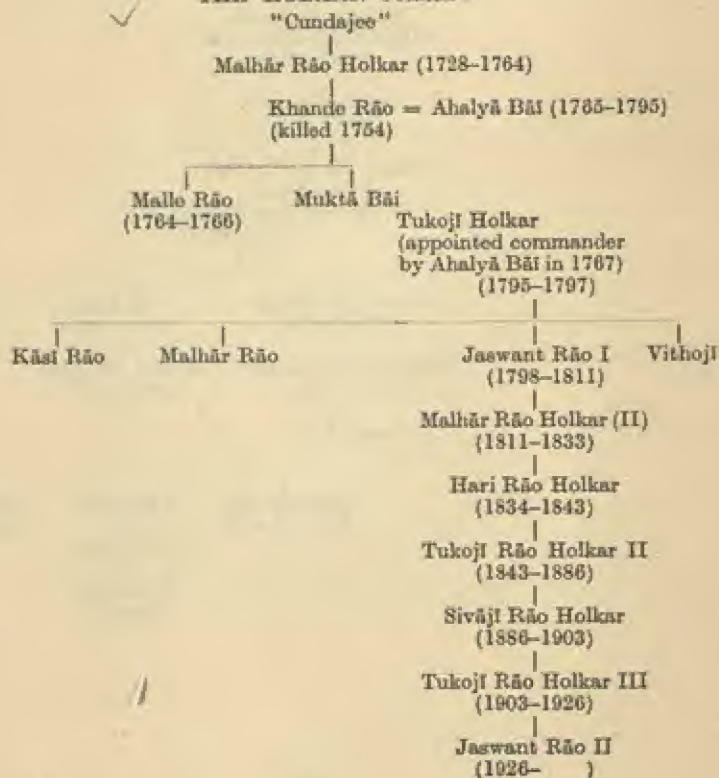 "Cundajee"
Malhār Rāo Holkar (1728–1764)
Khande Rāo = Ahalyā Bāī (1765–1795)
(killed 1754)
Malle Rāo Muktā Bāi
(1764–1766)
Tukojī Holkar
(appointed commander
by Ahalyā Bāī in 1767)
(1795–1797)
Kāsī Rāo Malhār Rāo Jaswant Rāo I Vithojī
(1798–1811)
Malhār Rāo Holkar (II)
(1811–1833)
Hari Rāo Holkar
(1834–1843)
Tukojī Rāo Holkar II
(1843–1886)
Sivājī Rāo Holkar
(1886–1903)
Tukojī Rāo Holkar III
(1903–1926)
Jaswant Rāo II
(1926– )